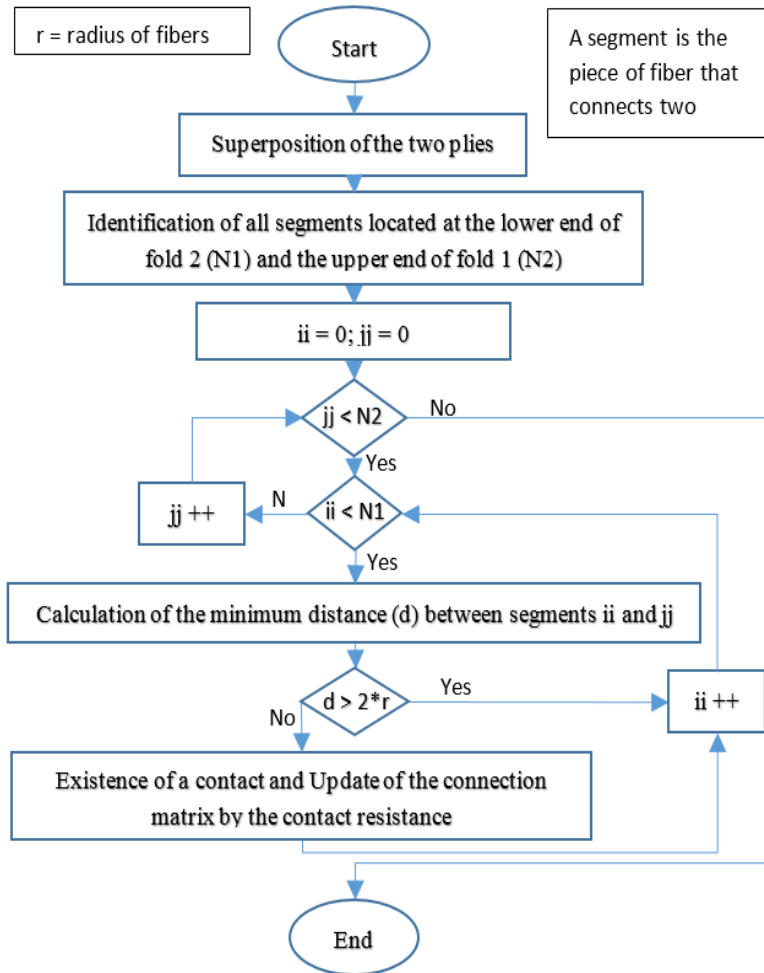 r = radius of fibers
Start
A segment is the
piece of fiber that
connects two
Superposition of the two plies
Identification of all segments located at the lower end of
fold 2 (N1) and the upper end of fold 1 (N2)
ii = 0; jj = 0
jj < N2
No
Yes
N
ii < N1
jj ++
Yes
Calculation of the minimum distance (d) between segments ii and jj
d > 2*r
Yes
ii ++
No
Existence of a contact and Update of the connection
matrix by the contact resistance
End